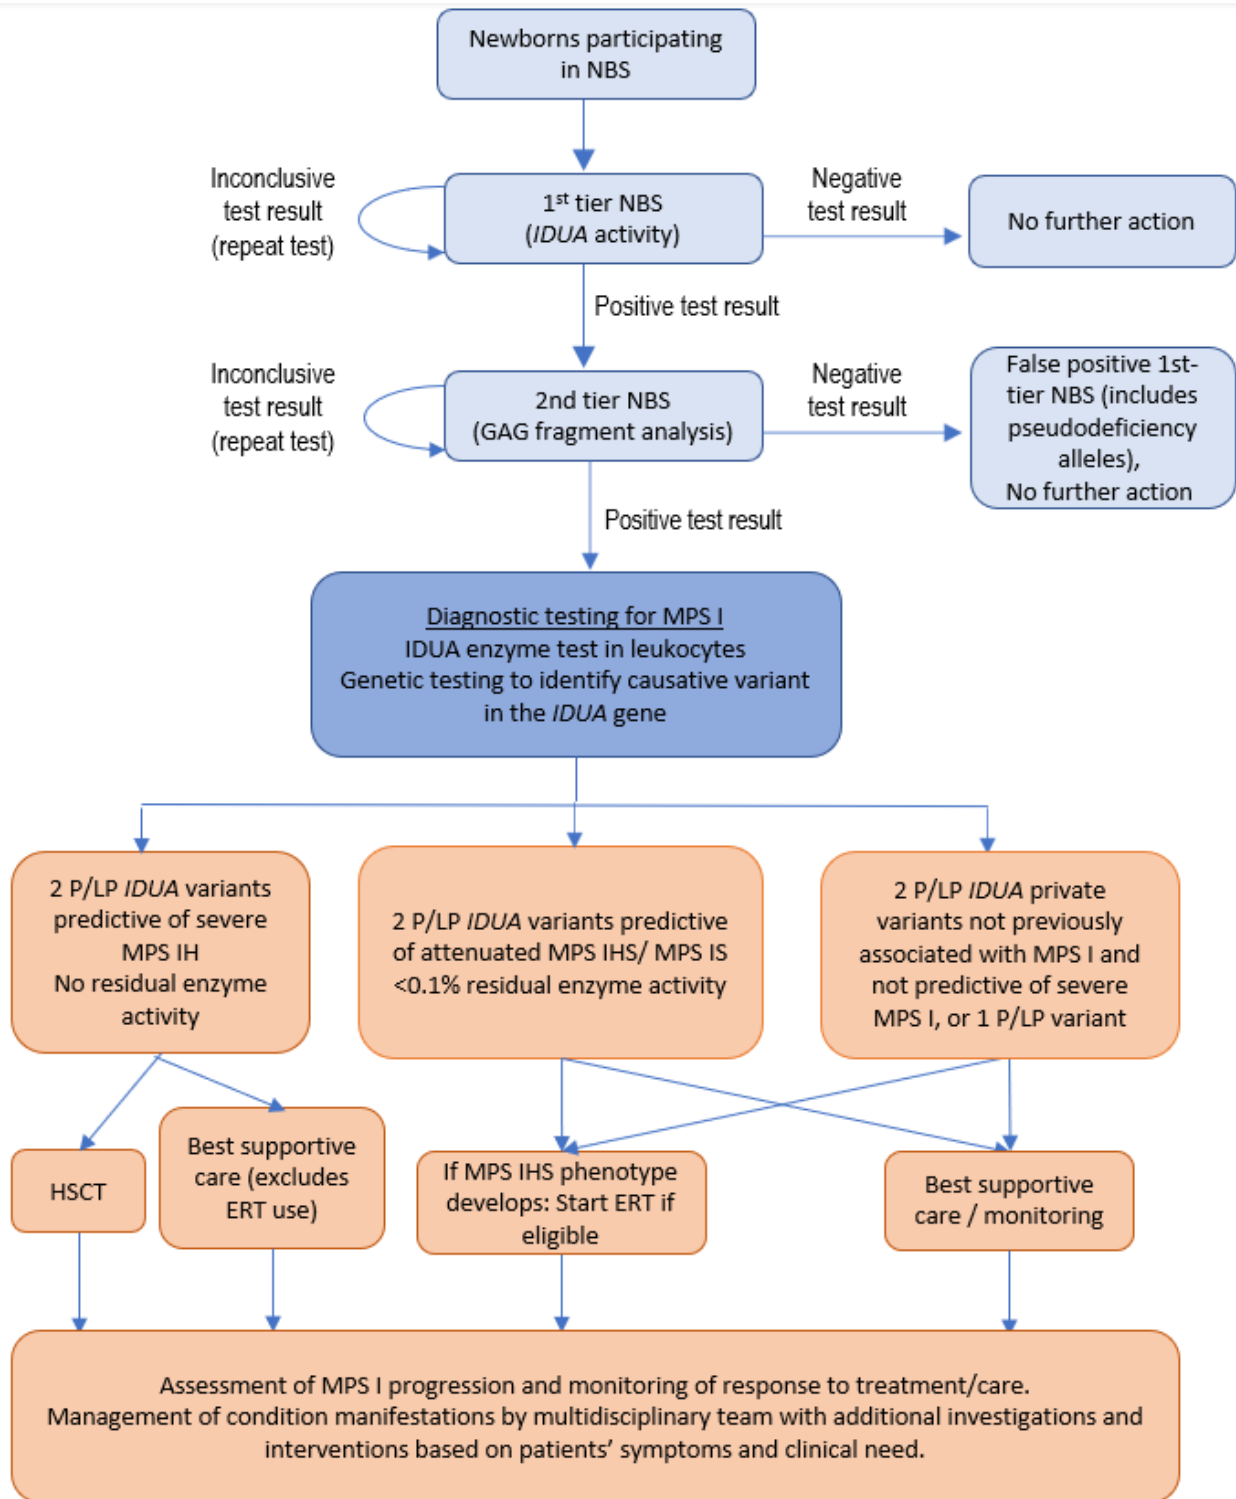 Newborns participating
in NBS
Inconclusive
test result
(repeat test)
1st tier NBS
(IDUA activity)
Negative
test result
No further action
Positive test result
Inconclusive
test result
(repeat test)
2nd tier NBS
(GAG fragment analysis)
Negative
test result
False positive 1st-
tier NBS (includes
pseudodeficiency
alleles),
No further action
Positive test result
Diagnostic testing for MPS I
IDUA enzyme test in leukocytes
Genetic testing to identify causative variant
in the IDUA gene
2 P/LP IDUA variants
predictive of severe
MPS IH
No residual enzyme
activity
2 P/LP IDUA variants predictive
of attenuated MPS IHS/ MPS IS
<0.1% residual enzyme activity
2 P/LP IDUA private
variants not previously
associated with MPS I and
not predictive of severe
MPS I, or 1 P/LP variant
HSCT
Best supportive
care (excludes
ERT use)
If MPS IHS phenotype
develops: Start ERT if
eligible
Best supportive
care / monitoring
Assessment of MPS I progression and monitoring of response to treatment/care.
Management of condition manifestations by multidisciplinary team with additional investigations and
interventions based on patients’ symptoms and clinical need.